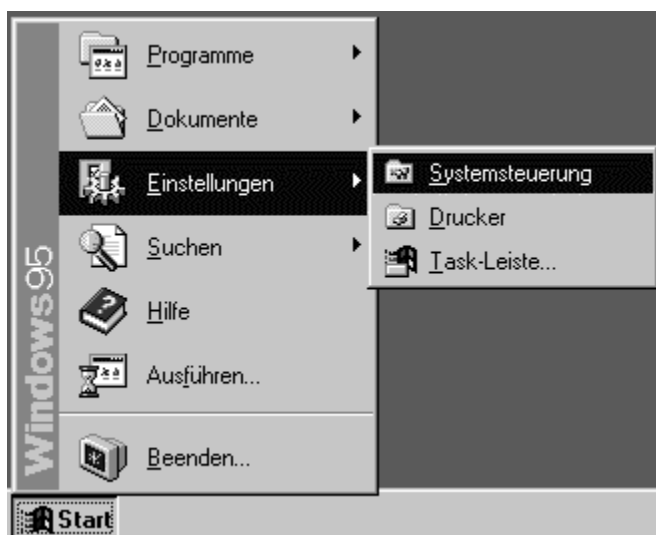 Programme
Dokumente
Einstellungen
Suchen
Hilfe
Ausführen...
Beenden...
Systemsteuerung
Drucker
Task-Leiste...
Windows95
Start